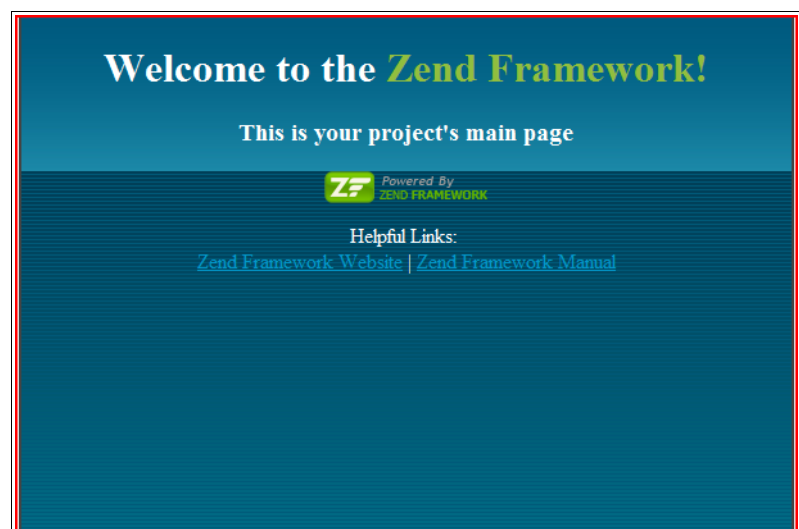 Welcome to the Zend Framework!
This is your project's main page
Powered By
ZEND FRAMEWORK
Helpful Links:
Zend Framework Website | Zend Framework Manual